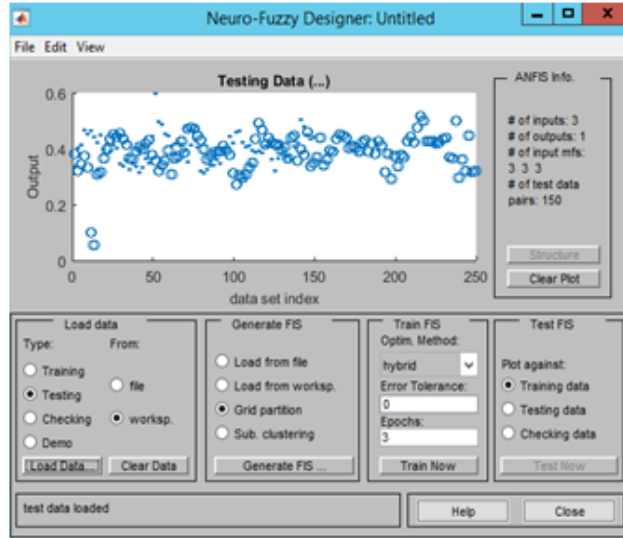 Neuro-Fuzzy Designer: Untitled
File Edit View
Testing Data (...)
ANFIS Info.
0.6
0.4
0.2
0
Output
0 50 100 150 200 250
data set index
# of inputs: 3
# of outputs: 1
# of input mfs:
3 3 3
# of test data
pairs: 150
Structure
Clear Plot
Load data
Type: From:
Training
Testing
Checking
Demo
file
worksp.
Load Data... Clear Data
Generate FIS
Load from file
Load from worksp.
Grid partition
Sub. clustering
Generate FIS ...
Train FIS
Optim. Method:
hybrid
Error Tolerance:
0
Epochs:
3
Train Now
Test FIS
Plot against:
Training data
Testing data
Checking data
Test Now
test data loaded
Help Close